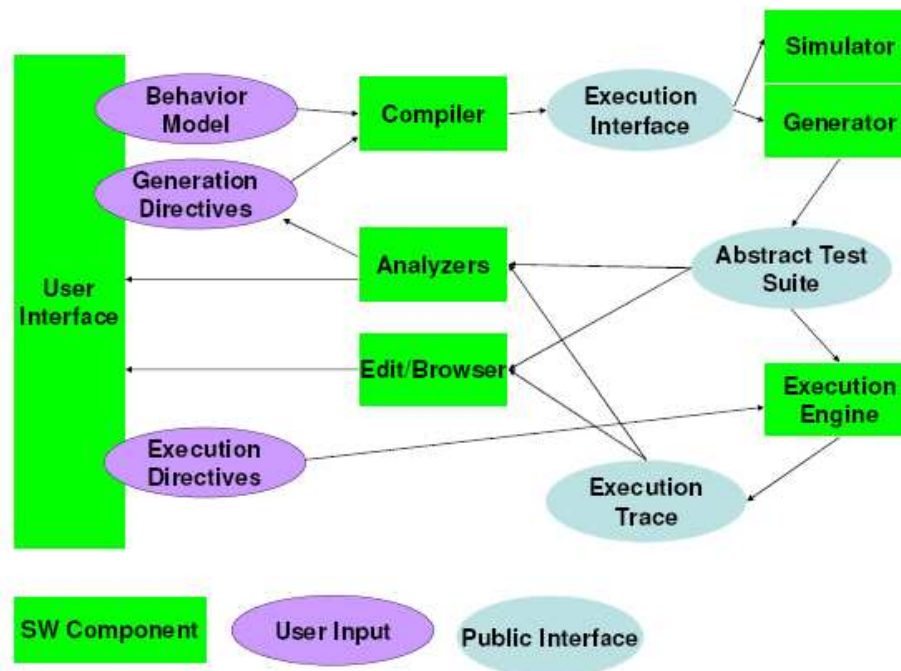 Simulator
Behavior
Model
Compiler
Execution
Interface
Generator
Generation
Directives
Analyzers
Abstract Test
Suite
User
Interface
Edit/Browser
Execution
Engine
Execution
Directives
Execution
Trace
SW Component
User Input
Public Interface